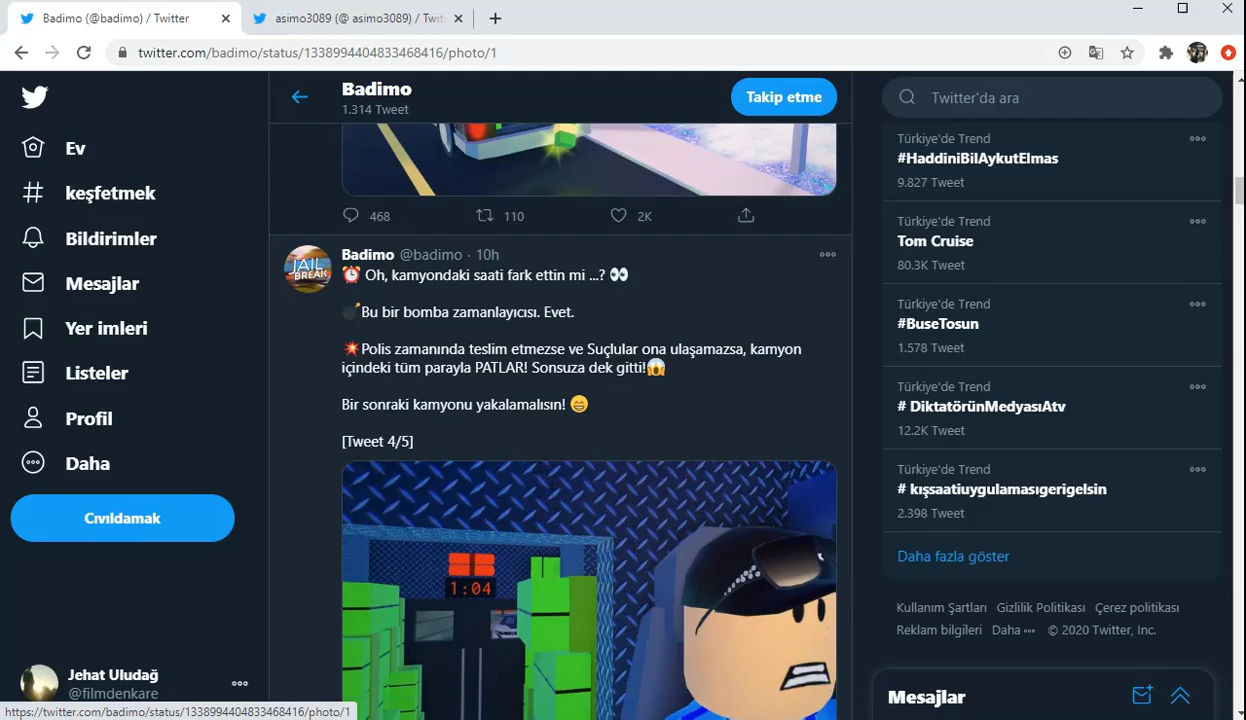 Badimo (@badimo) / Twitter
asimo3089 (@ asimo3089) / Twit
twitter.com/badimo/status/1338994404833468416/photo/1
Ev
keşfetmek
Bildirimler
Mesajlar
Yer imleri
Listeler
Profil
Daha
Cıvıldamak
Jehat Uludağ
@filmdenkare
https://twitter.com/badimo/status/1338994404833468416/photo/1
Badimo
1.314 Tweet
Takip etme
468
110
2K
JAIL
BREAK
Badimo @badimo · 10h
Oh, kamyondaki saati fark ettin mi ...?
Bu bir bomba zamanlayıcısı. Evet.
Polis zamanında teslim etmezse ve Suçlular ona ulaşamazsa, kamyon
içindeki tüm parayla PATLAR! Sonsuza dek gitti!
Bir sonraki kamyonu yakalamalısın!
[Tweet 4/5]
1:04
Twitter'da ara
Türkiye'de Trend
#HaddiniBilAykutElmas
9.827 Tweet
Türkiye'de Trend
Tom Cruise
80.3K Tweet
Türkiye'de Trend
#BuseTosun
1.578 Tweet
Türkiye'de Trend
# DiktatörünMedyasıAtv
12.2K Tweet
Türkiye'de Trend
# kışsaatiuygulamasıgerigelsin
2.398 Tweet
Daha fazla göster
Kullanım Şartları Gizlilik Politikası Çerez politikası
Reklam bilgileri Daha ••• © 2020 Twitter, Inc.
Mesajlar